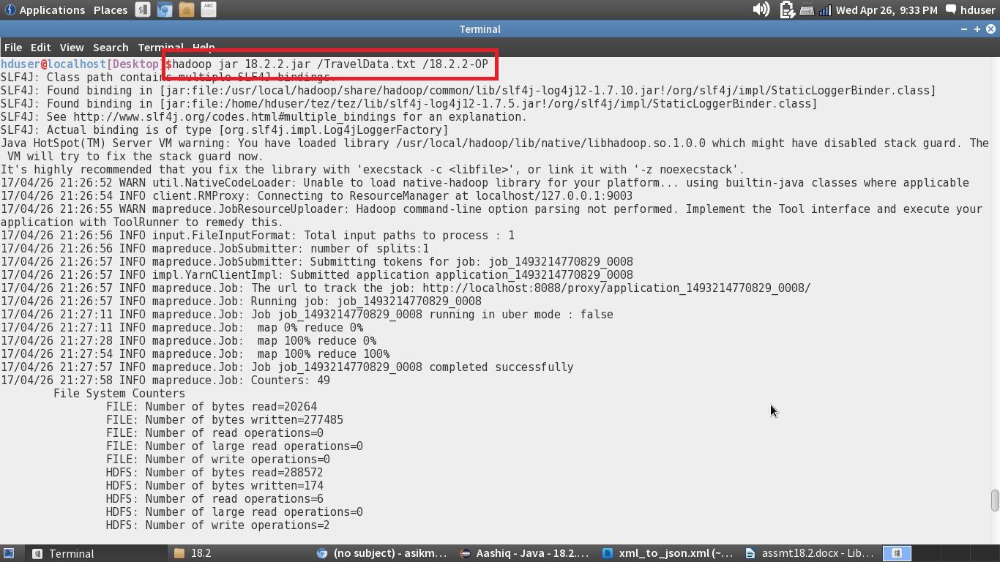 Applications Places Wed Apr 26, 9:33 PM hduser
Terminal
File Edit View Search Terminal Help
hduser@localhost[Desktop]$hadoop jar 18.2.2.jar /TravelData.txt /18.2.2-OP
SLF4J: Class path contains multiple SLF4J bindings.
SLF4J: Found binding in [jar:file:/usr/local/hadoop/share/hadoop/common/lib/slf4j-log4j12-1.7.10.jar!/org/slf4j/impl/StaticLoggerBinder.class]
SLF4J: Found binding in [jar:file:/home/hduser/tez/tez/lib/slf4j-log4j12-1.7.5.jar!/org/slf4j/impl/StaticLoggerBinder.class]
SLF4J: See http://www.slf4j.org/codes.html#multiple_bindings for an explanation.
SLF4J: Actual binding is of type [org.slf4j.impl.Log4jLoggerFactory]
Java HotSpot(TM) Server VM warning: You have loaded library /usr/local/hadoop/lib/native/libhadoop.so.1.0.0 which might have disabled stack guard. The
VM will try to fix the stack guard now.
It's highly recommended that you fix the library with 'execstack -c <libfile>', or link it with '-z noexecstack'.
17/04/26 21:26:52 WARN util.NativeCodeLoader: Unable to load native-hadoop library for your platform... using builtin-java classes where applicable
17/04/26 21:26:54 INFO client.RMProxy: Connecting to ResourceManager at localhost/127.0.0.1:9003
17/04/26 21:26:55 WARN mapreduce.JobResourceUploader: Hadoop command-line option parsing not performed. Implement the Tool interface and execute your
application with ToolRunner to remedy this.
17/04/26 21:26:56 INFO input.FileInputFormat: Total input paths to process : 1
17/04/26 21:26:56 INFO mapreduce.JobSubmitter: number of splits:1
17/04/26 21:26:57 INFO mapreduce.JobSubmitter: Submitting tokens for job: job_1493214770829_0008
17/04/26 21:26:57 INFO impl.YarnClientImpl: Submitted application application_1493214770829_0008
17/04/26 21:26:57 INFO mapreduce.Job: The url to track the job: http://localhost:8088/proxy/application_1493214770829_0008/
17/04/26 21:26:57 INFO mapreduce.Job: Running job: job_1493214770829_0008
17/04/26 21:27:11 INFO mapreduce.Job: Job job_1493214770829_0008 running in uber mode : false
17/04/26 21:27:11 INFO mapreduce.Job:  map 0% reduce 0%
17/04/26 21:27:28 INFO mapreduce.Job:  map 100% reduce 0%
17/04/26 21:27:54 INFO mapreduce.Job:  map 100% reduce 100%
17/04/26 21:27:57 INFO mapreduce.Job: Job job_1493214770829_0008 completed successfully
17/04/26 21:27:58 INFO mapreduce.Job: Counters: 49
File System Counters
FILE: Number of bytes read=20264
FILE: Number of bytes written=277485
FILE: Number of read operations=0
FILE: Number of large read operations=0
FILE: Number of write operations=0
HDFS: Number of bytes read=288572
HDFS: Number of bytes written=174
HDFS: Number of read operations=6
HDFS: Number of large read operations=0
HDFS: Number of write operations=2
Terminal 18.2 (no subject) - asikm... Aashiq - Java - 18.2.... xml_to_json.xml (~... assmt18.2.docx - Lib...